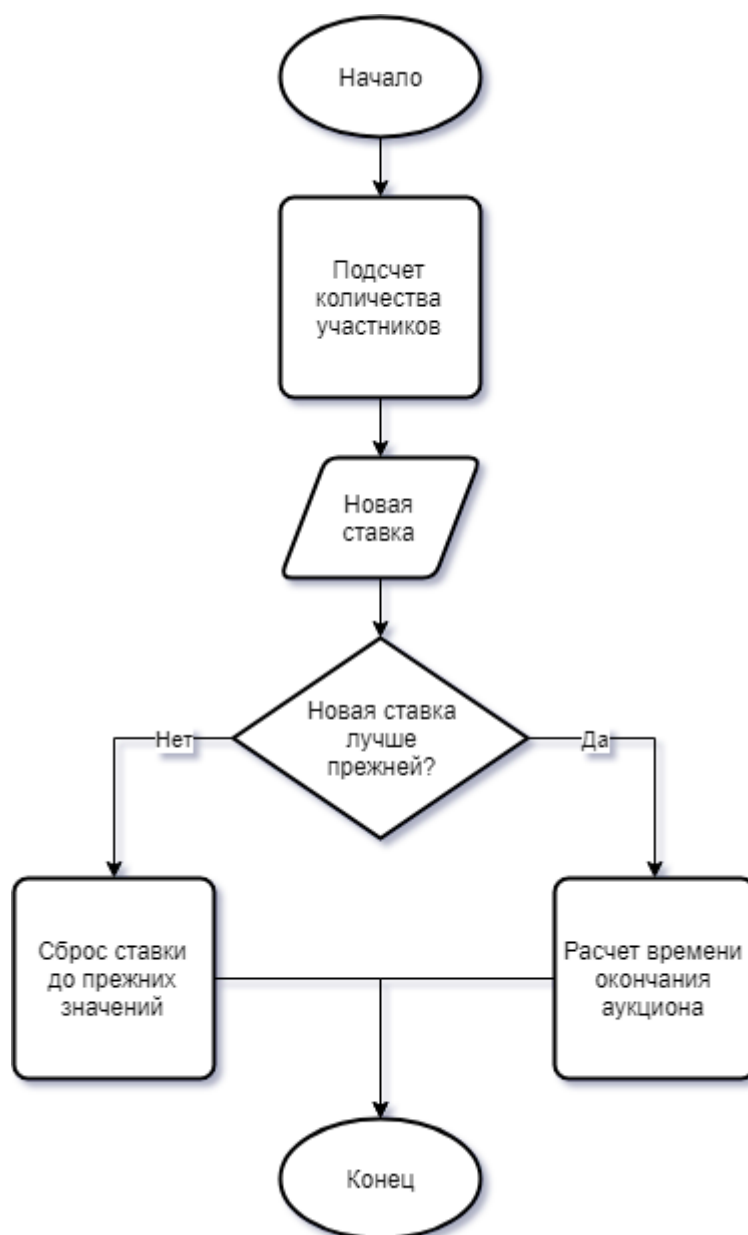 Начало
Подсчет
количества
участников
Новая
ставка
Новая ставка
лучше
прежней?
Нет
Да
Сброс ставки
до прежних
значений
Расчет времени
окончания
аукциона
Конец